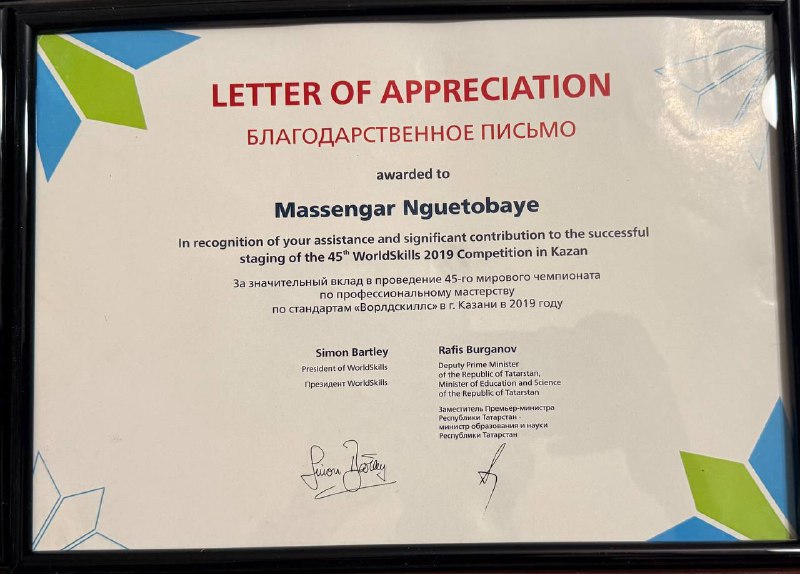 LETTER OF APPRECIATION
БЛАГОДАРСТВЕННОЕ ПИСЬМО
awarded to
Massengar Nguetobaye
In recognition of your assistance and significant contribution to the successful
staging of the 45th WorldSkills 2019 Competition in Kazan
За значительный вклад в проведение 45-го мирового чемпионата
по профессиональному мастерству
по стандартам «Ворлдскиллс» в г. Казани в 2019 году
Simon Bartley
President of WorldSkills
Президент WorldSkills
Rafis Burganov
Deputy Prime Minister
of the Republic of Tatarstan,
Minister of Education and Science
of the Republic of Tatarstan
Заместитель Премьер-министра
Республики Татарстан -
министр образования и науки
Республики Татарстан
Simon Bartley